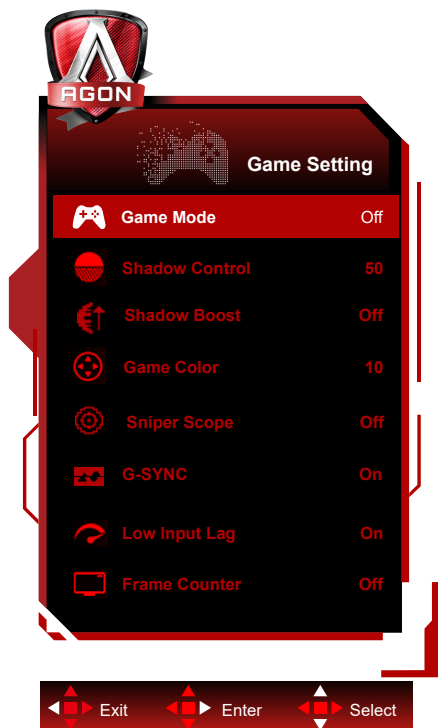 AGON
Game Setting
Game Mode Off
Shadow Control 50
Shadow Boost Off
Game Color 10
Sniper Scope Off
G-SYNC On
Low Input Lag On
Frame Counter Off
Exit Enter Select